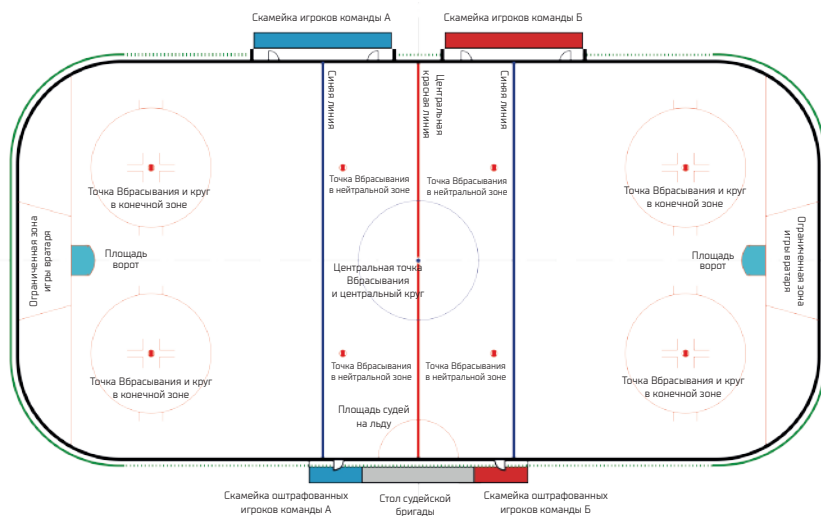 Скамейка игроков команды А
Скамейка игроков команды Б
Синяя линия
Центральная
красная линия
Синяя линия
Точка Вбрасывания
в нейтральной зоне
Точка Вбрасывания
в нейтральной зоне
Точка Вбрасывания и круг
в конечной зоне
Точка Вбрасывания и круг
в конечной зоне
Ограниченная зона
игры вратаря
Площадь
ворот
Центральная точка
Вбрасывания
и центральный круг
Площадь
ворот
Ограниченная зона
игры вратаря
Точка Вбрасывания
в нейтральной зоне
Точка Вбрасывания
в нейтральной зоне
Точка Вбрасывания и круг
в конечной зоне
Точка Вбрасывания и круг
в конечной зоне
Площадь судей
на льду
Скамейка оштрафованных
игроков команды А
Стол судейской
бригады
Скамейка оштрафованных
игроков команды Б